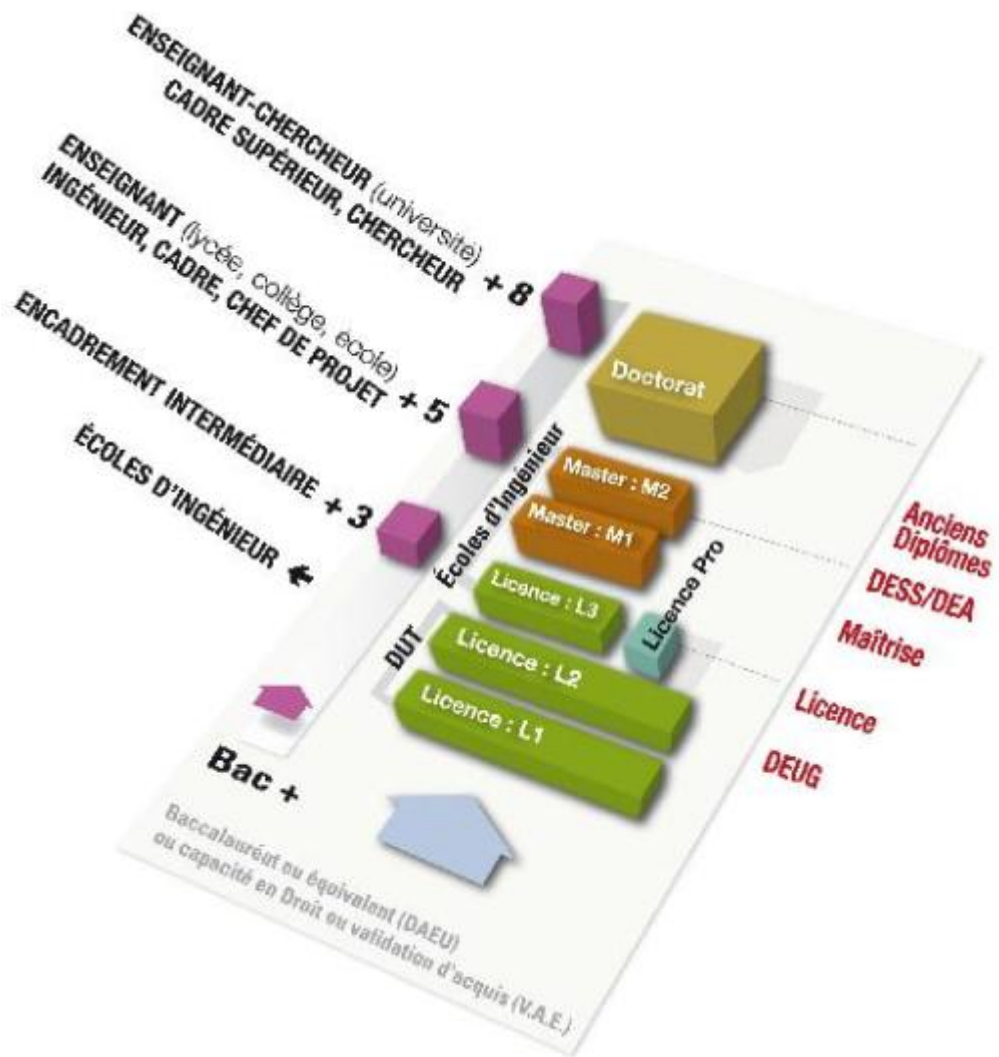 ENSEIGNANT-CHERCHEUR (université)
CADRE SUPÉRIEUR, CHERCHEUR
+ 8
ENSEIGNANT (lycée, collège, école)
INGÉNIEUR, CADRE, CHEF DE PROJET
+ 5
ENCADREMENT INTERMÉDIAIRE + 3
ÉCOLES D'INGÉNIEUR
Doctorat
Écoles d'Ingénieur
Master : M2
Master : M1
Licence : L3
Licence Pro
DUT
Licence : L2
Licence : L1
Anciens
Diplômes
DESS/DEA
Maîtrise
Licence
DEUG
Bac +
Baccalauréat ou équivalent (DAEU)
ou capacité en Droit ou validation d'acquis (V.A.E.)